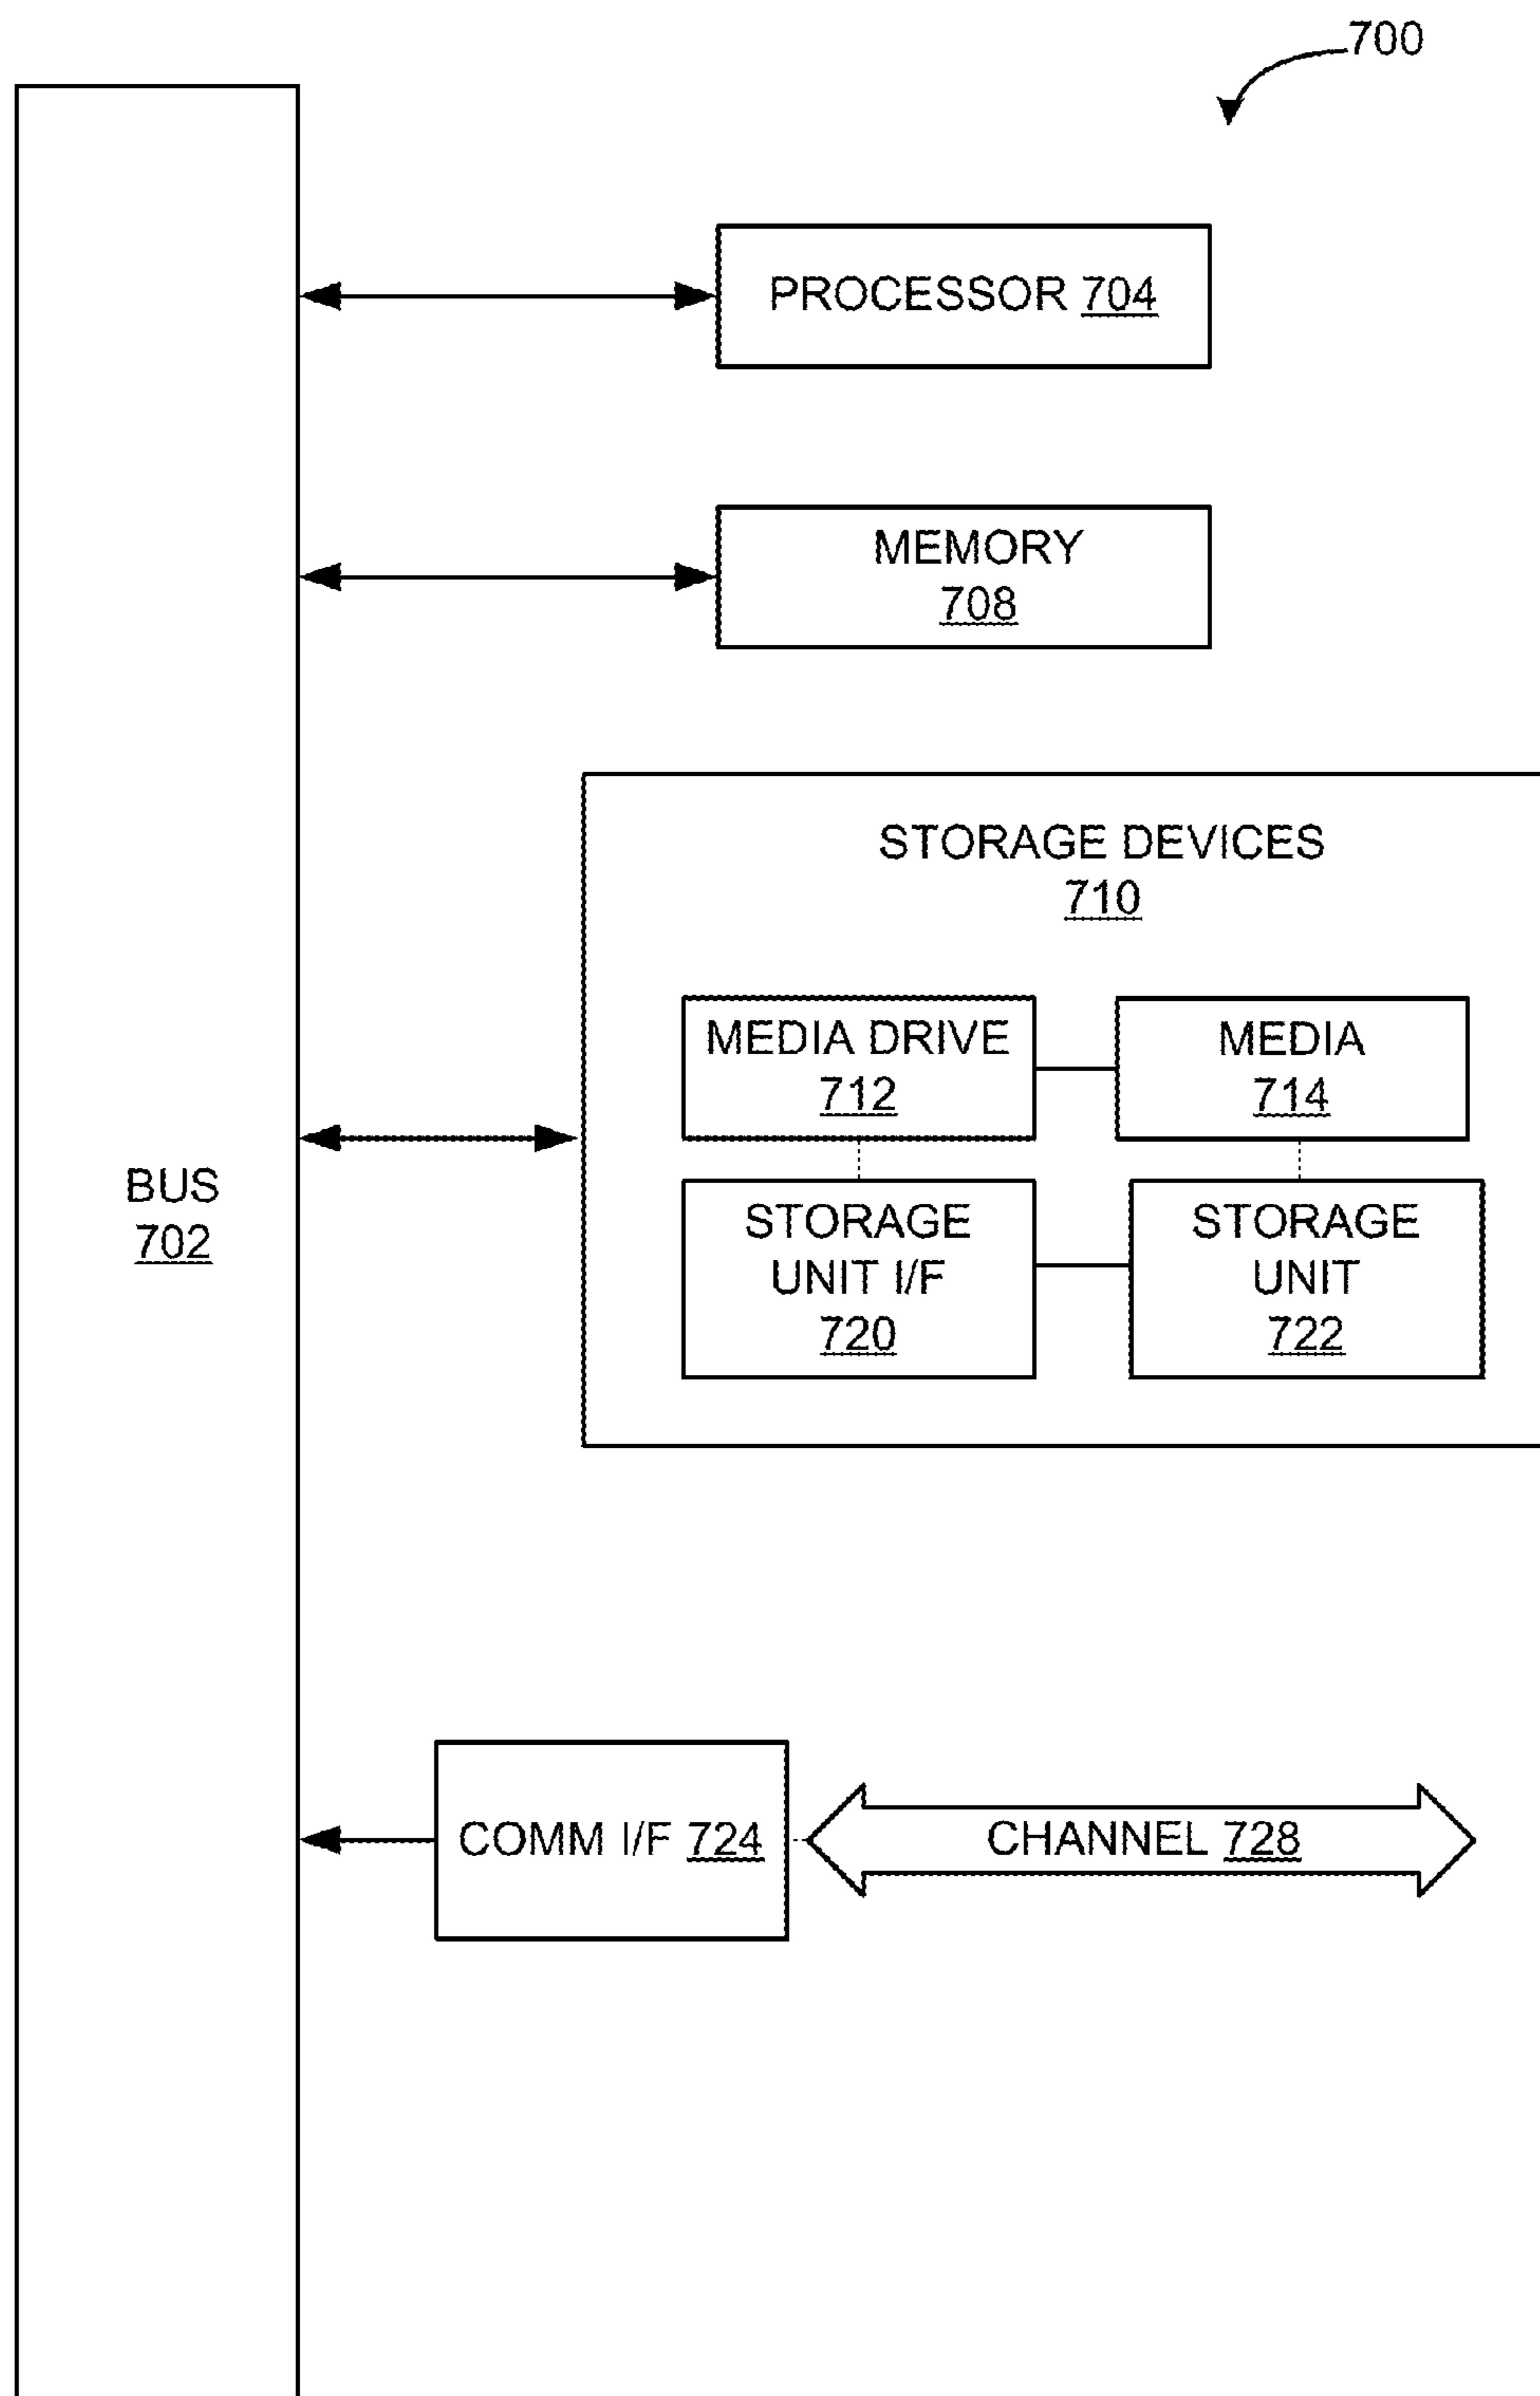 700
PROCESSOR 704
MEMORY
708
STORAGE DEVICES
710
MEDIA DRIVE
712
MEDIA
714
BUS
702
STORAGE
UNIT I/F
720
STORAGE
UNIT
722
COMM I/F 724
CHANNEL 728